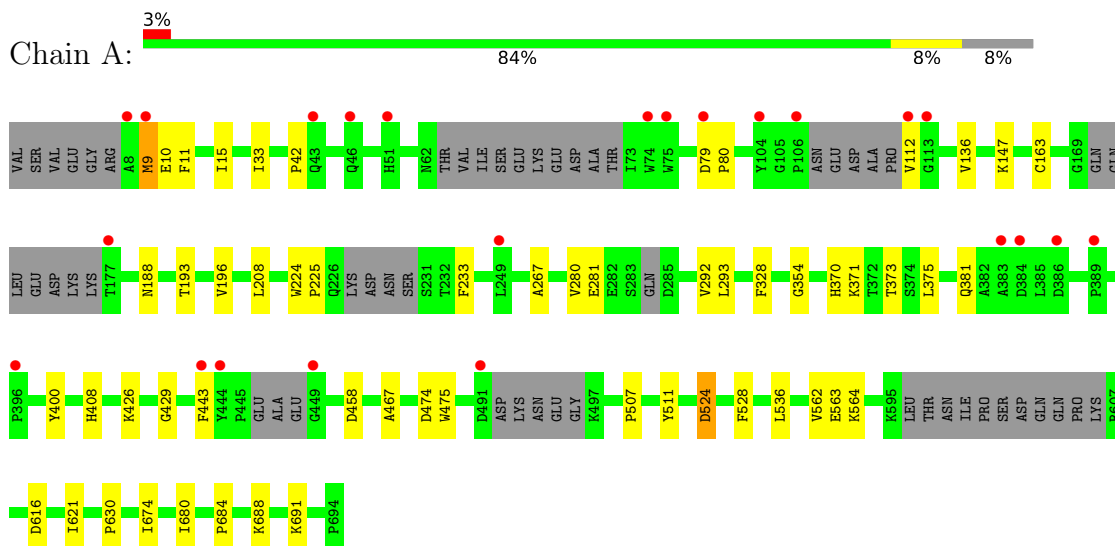 3%
Chain A:
84% 8% 8%
VAL SER VAL GLU GLY ARG A8 M9 E10 F11 I15 I33 P42 Q43 Q46 H51 N62 THR VAL ILE SER GLU LYS GLU ASP ALA THR I73 W74 W75 D79 P80 Y104 G105 P106 ASN GLU ASP ALA PRO V112 G113 V136 K147 C163 G169 GLN GLN
LEU GLU ASP LYS LYS T177 N188 T193 V196 L208 W224 P225 Q226 LYS ASP ASN SER S231 T232 F233 L249 A267 V280 E281 E282 S283 GLN D285 V292 L293 F328 G354 H370 K371 T372 T373 S374 L375 Q381 A382 A383 D384 L385 D386 P389
P396 Y400 H408 K426 G429 F443 Y444 P445 GLU ALA GLU G449 D458 A467 D474 W475 D491 ASP LYS ASN GLU GLY K497 P507 Y511 D524 F528 L536 V562 E563 K564 K595 LEU THR ASN ILE PRO SER ASP GLN GLN PRO LYS
D616 I621 P630 I674 I680 P684 K688 K691 P694